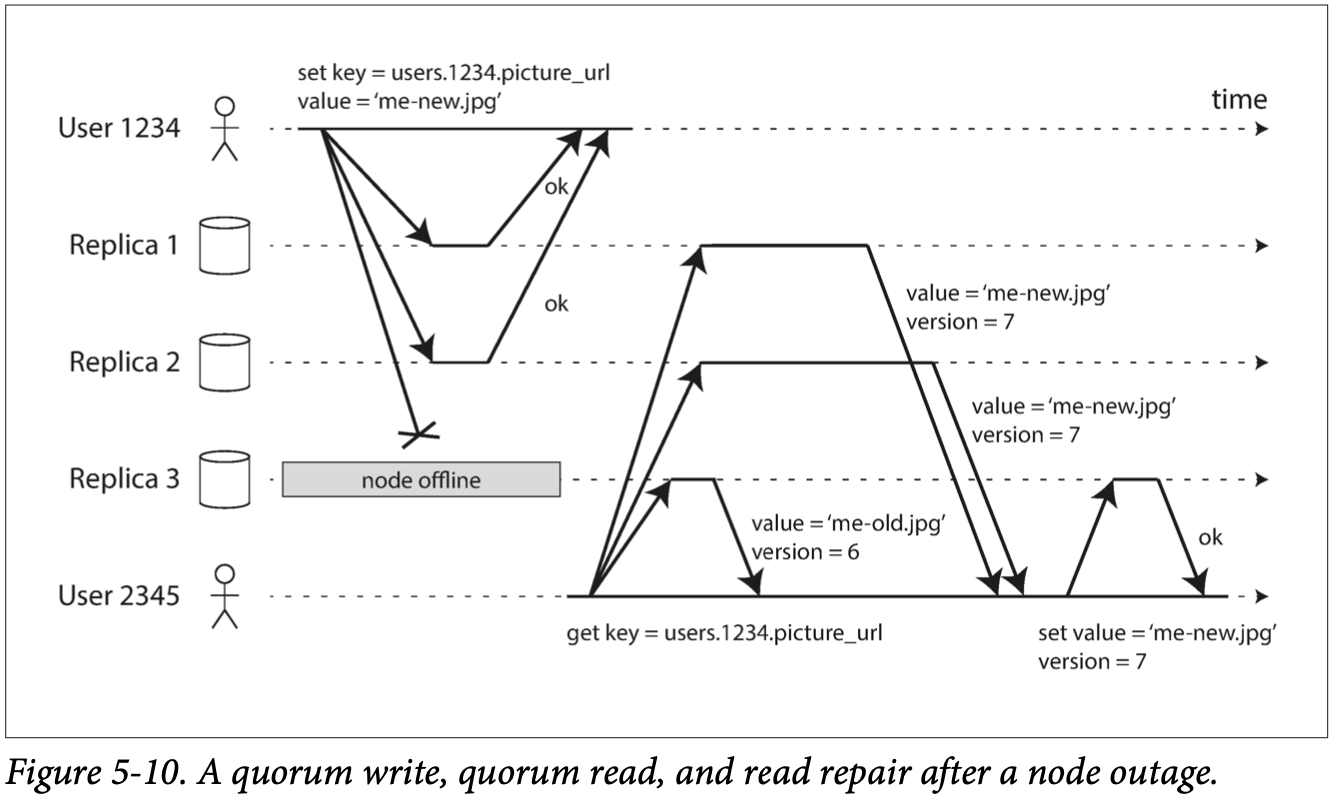 set key = users.1234.picture_url
value = ‘me-new.jpg’
time
User 1234
ok
Replica 1
value = ‘me-new.jpg’
version = 7
ok
Replica 2
value = ‘me-new.jpg’
version = 7
Replica 3
node offline
value = ‘me-old.jpg’
version = 6
ok
User 2345
get key = users.1234.picture_url
set value = ‘me-new.jpg’
version = 7
Figure 5-10. A quorum write, quorum read, and read repair after a node outage.